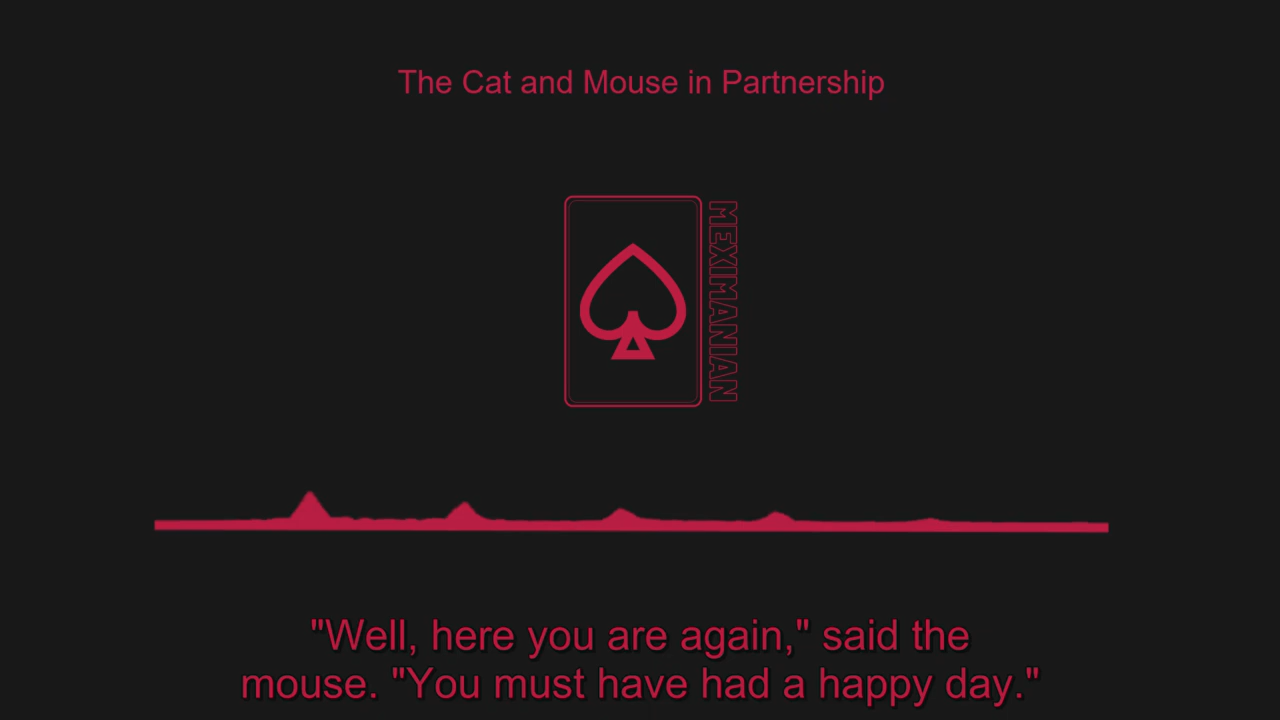 The Cat and Mouse in Partnership
MEXIMANIAN
"Well, here you are again," said the
mouse. "You must have had a happy day."